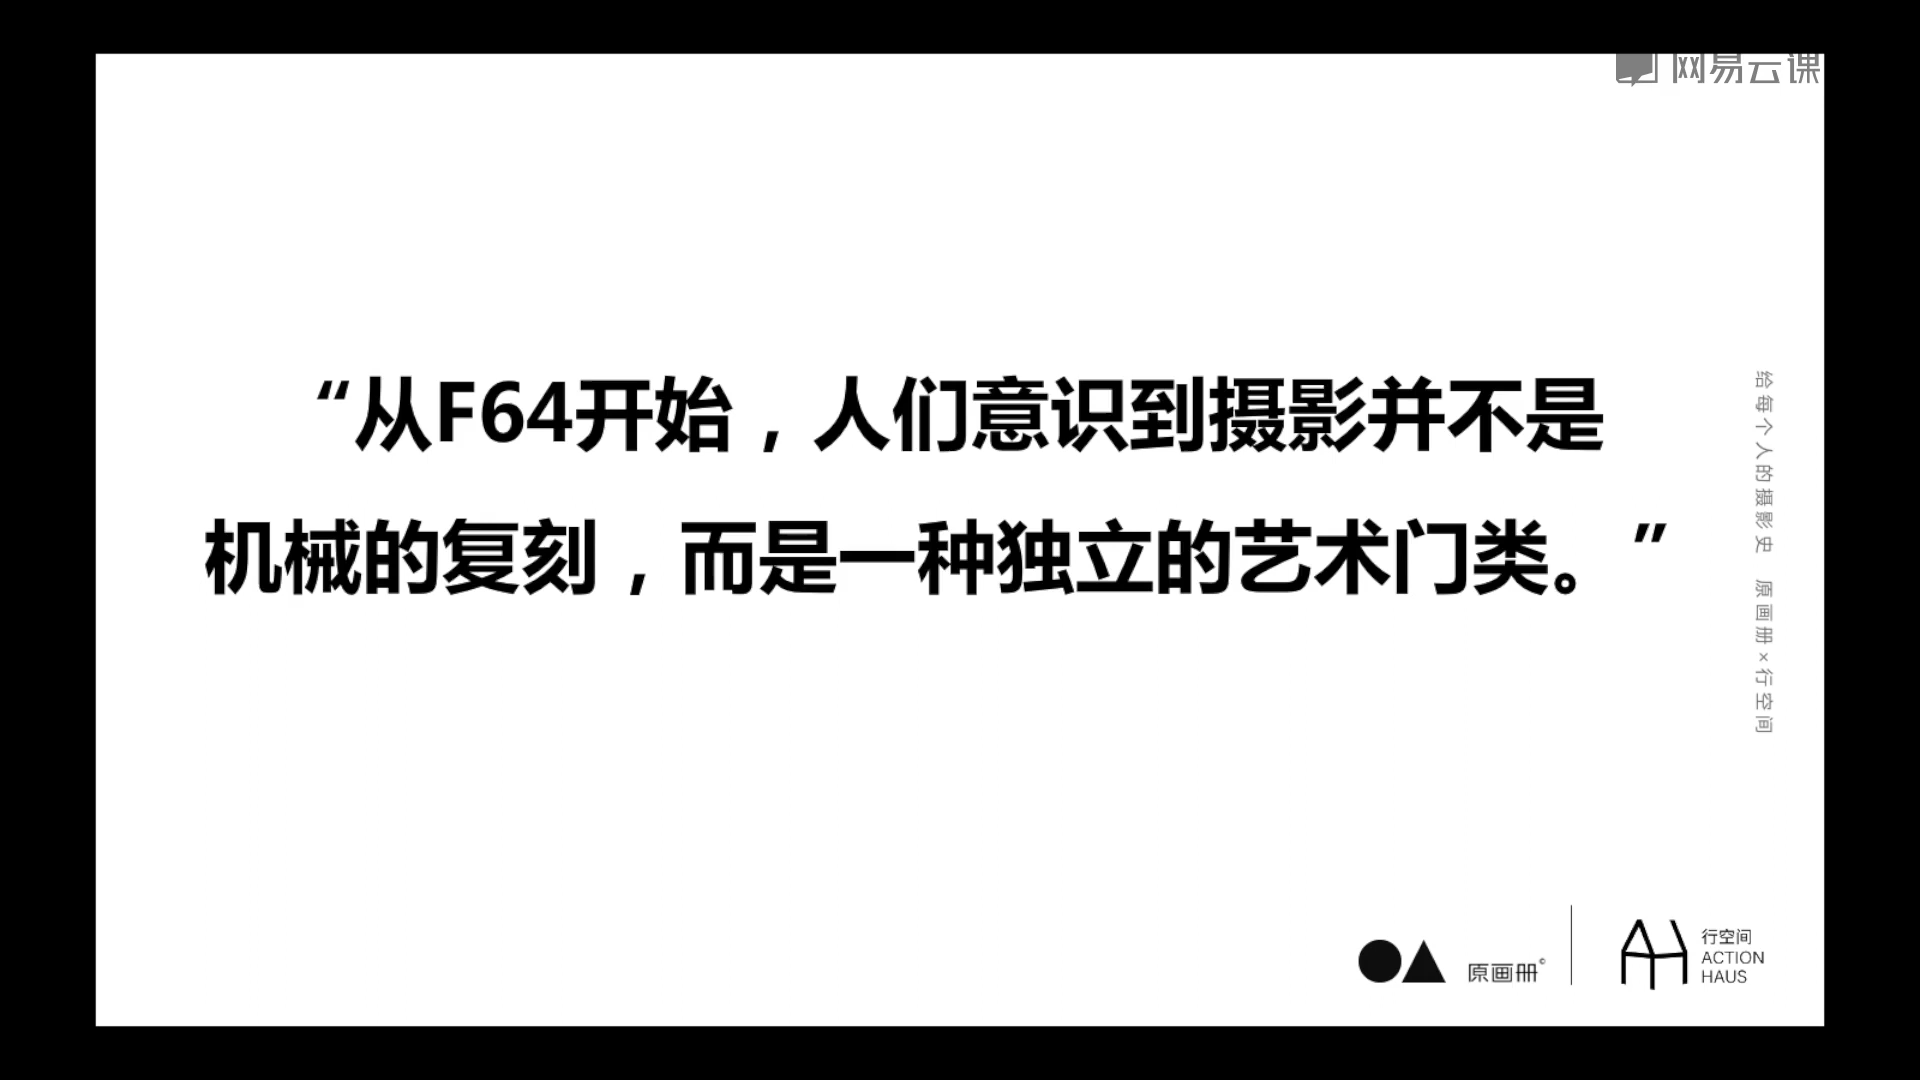 网易云课
“从F64开始，人们意识到摄影并不是
机械的复刻，而是一种独立的艺术门类。”
给每个人的摄影史 原画册×行空间
原画册©
行空间
ACTION
HAUS